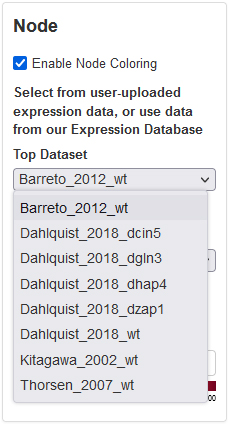 Node
Enable Node Coloring
Select from user-uploaded
expression data, or use data
from our Expression Database
Top Dataset
Barreto_2012_wt
Barreto_2012_wt
Dahlquist_2018_dcin5
Dahlquist_2018_dgln3
Dahlquist_2018_dhap4
Dahlquist_2018_dzap1
Dahlquist_2018_wt
Kitagawa_2002_wt
Thorsen_2007_wt